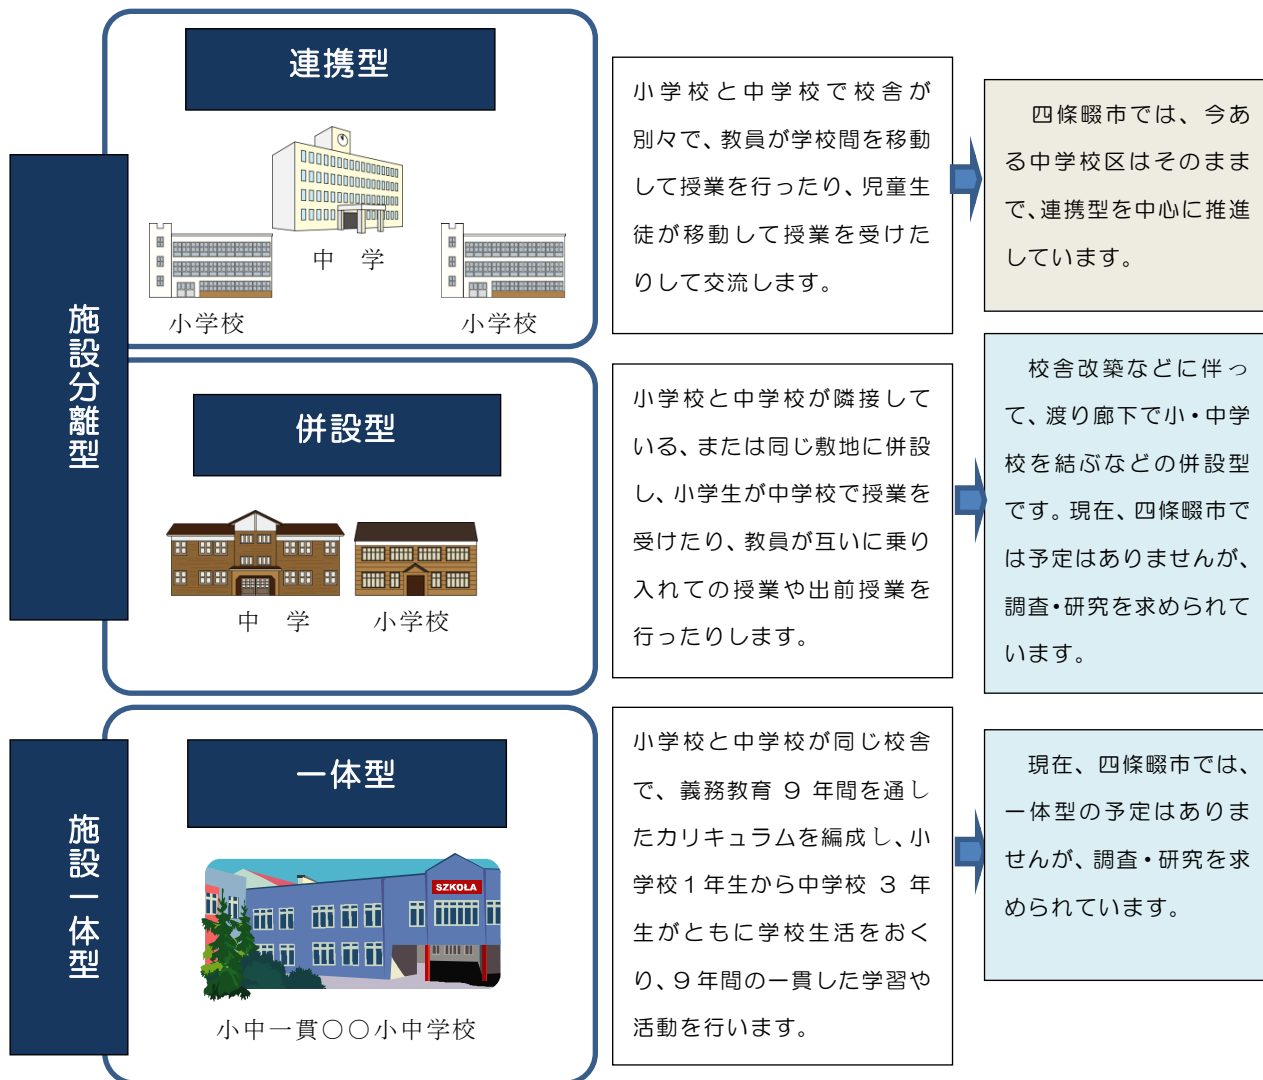 施設分離型
連携型
中　学
小学校
小学校
小学校と中学校で校舎が
別々で、教員が学校間を移動
して授業を行ったり、児童生
徒が移動して授業を受けた
りして交流します。
四條畷市では、今あ
る中学校区はそのまま
で、連携型を中心に推進
しています。
併設型
中　学
小学校
小学校と中学校が隣接して
いる、または同じ敷地に併設
し、小学生が中学校で授業を
受けたり、教員が互いに乗り
入れての授業や出前授業を
行ったりします。
校舎改築などに伴っ
て、渡り廊下で小・中学
校を結ぶなどの併設型
です。現在、四條畷市で
は予定はありませんが、
調査・研究を求められて
います。
施設一体型
一体型
SZKOŁA
小中一貫〇〇小中学校
小学校と中学校が同じ校舎
で、義務教育 9 年間を通し
たカリキュラムを編成し、小
学校1年生から中学校 3 年
生がともに学校生活をおく
り、9年間の一貫した学習や
活動を行います。
現在、四條畷市では、
一体型の予定はありま
せんが、調査・研究を求
められています。